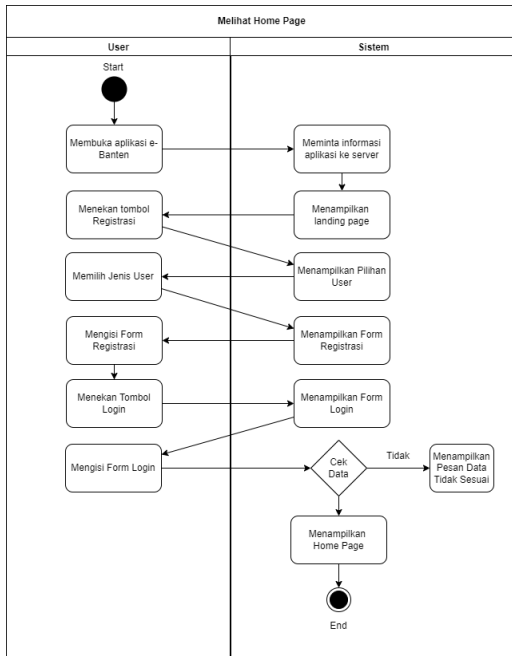 Melihat Home Page
User
Sistem
Start
Membuka aplikasi e-
Banten
Meminta informasi
aplikasi ke server
Menekan tombol
Registrasi
Menampilkan
landing page
Memilih Jenis User
Menampilkan Pilihan
User
Mengisi Form
Registrasi
Menampilkan Form
Registrasi
Menekan Tombol
Login
Menampilkan Form
Login
Mengisi Form Login
Cek
Data
Tidak
Menampilkan
Pesan Data
Tidak Sesuai
Menampilkan
Home Page
End